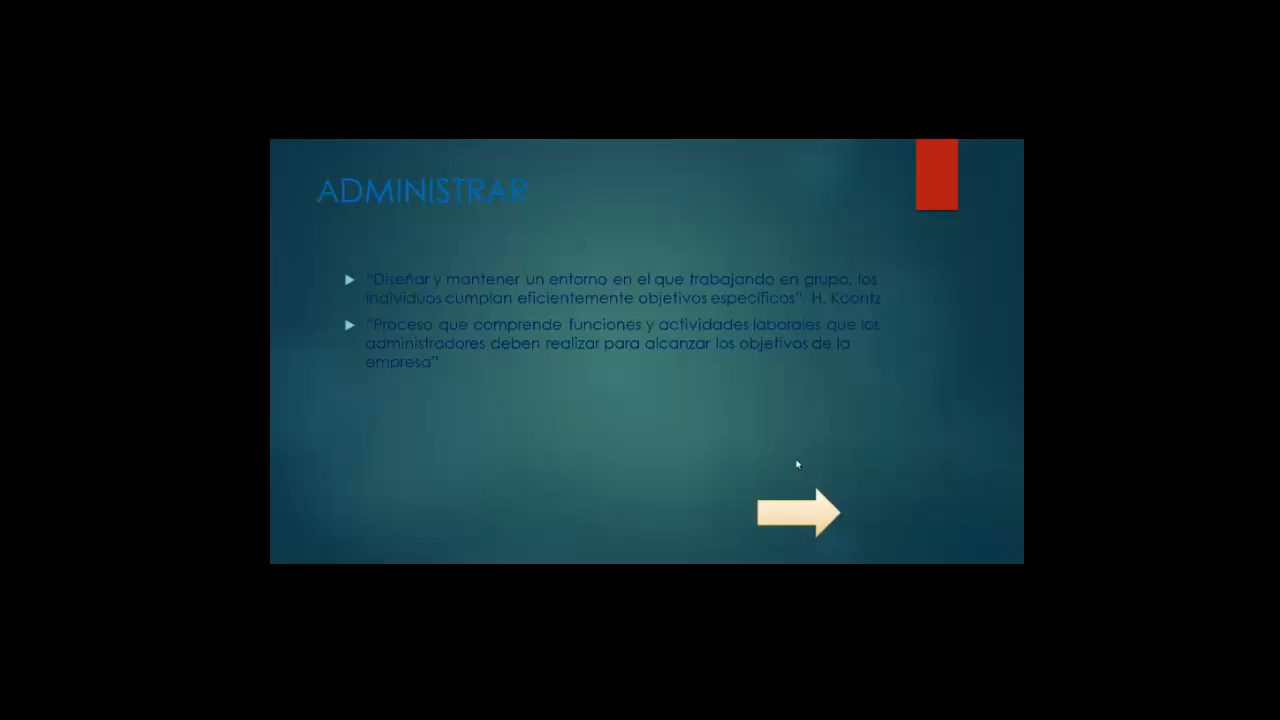 ADMINISTRAR
"Diseñar y mantener un entorno en el que trabajando en grupo, los
individuos cumplan eficientemente objetivos específicos". H. Koontz
"Proceso que comprende funciones y actividades laborales que los
administradores deben realizar para alcanzar los objetivos de la
empresa"